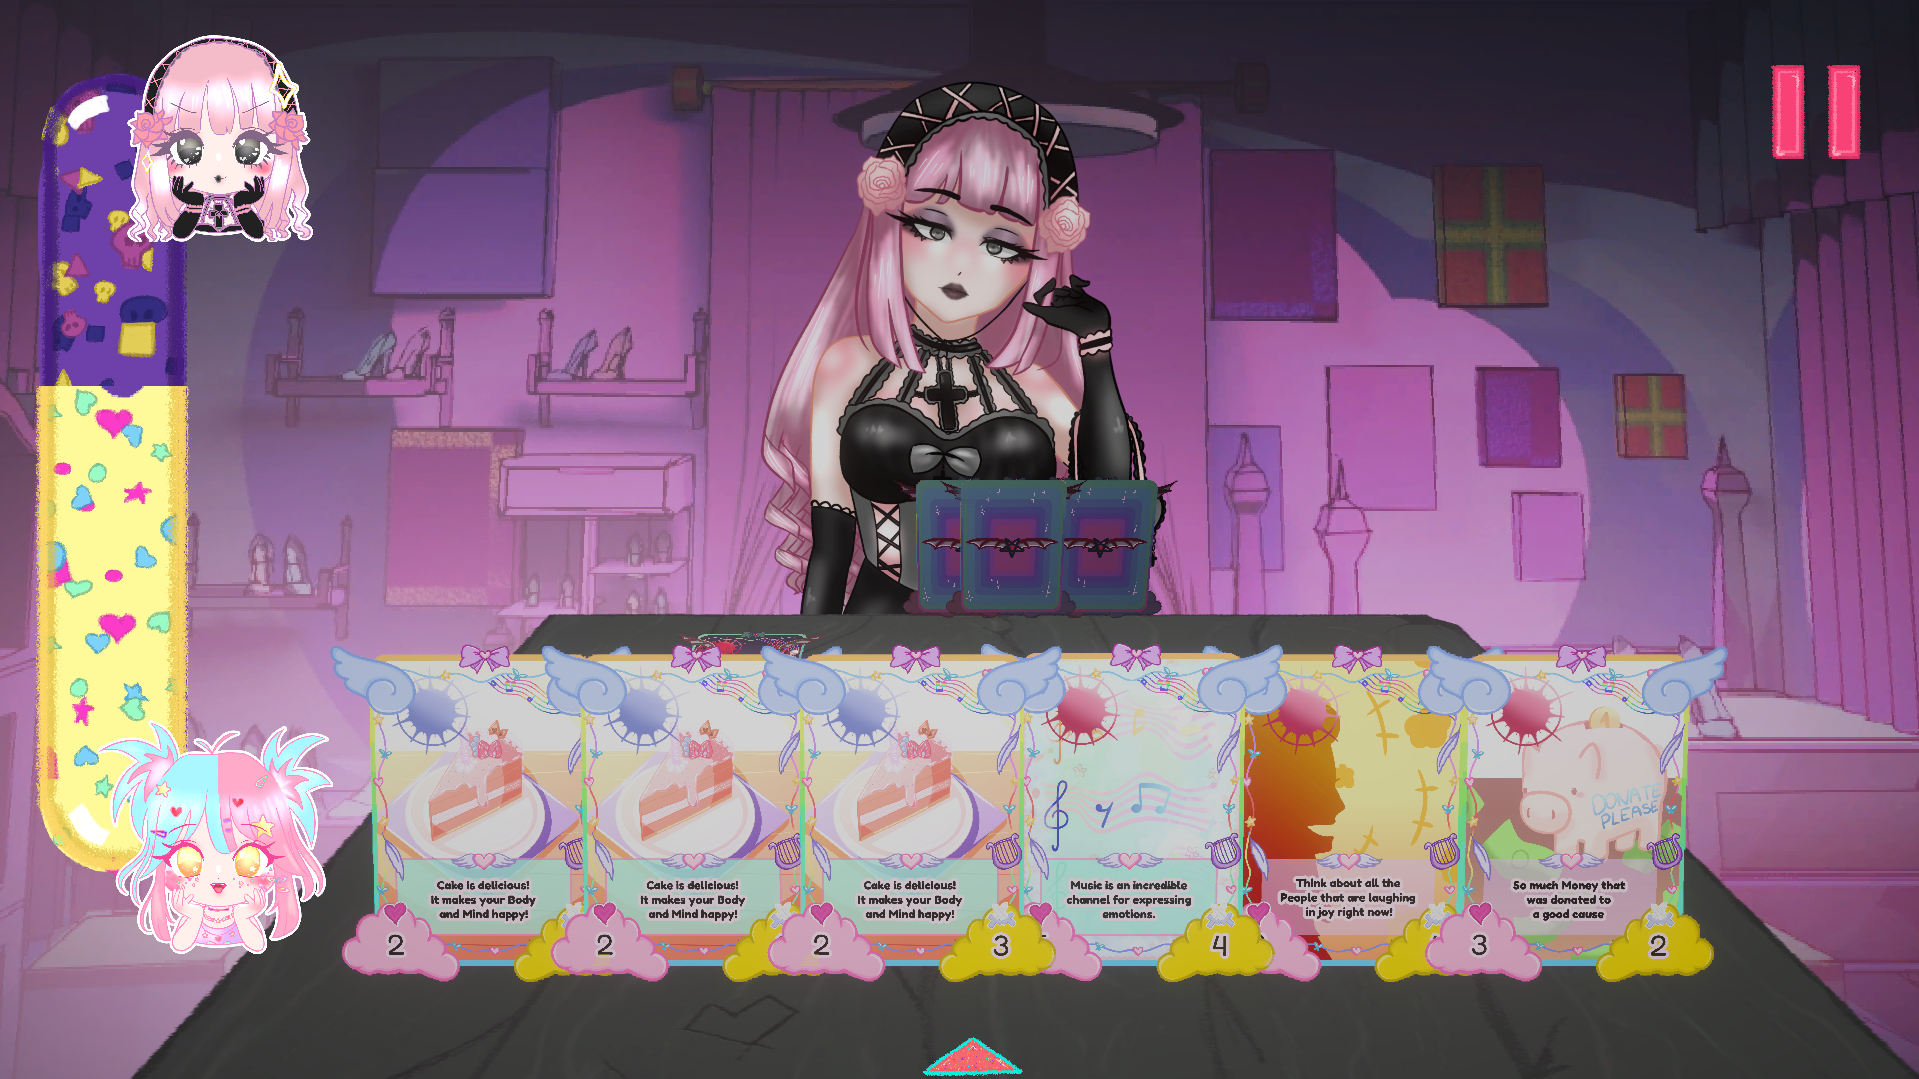 DONATE
PLEASE
Cake is delicious!
It makes your Body
and Mind happy!
2
Cake is delicious!
It makes your Body
and Mind happy!
2
Cake is delicious!
It makes your Body
and Mind happy!
2
3
Music is an incredible
channel for expressing
emotions.
4
Think about all the
People that are laughing
in joy right now!
So much Money that
was donated to
a good cause
3
2